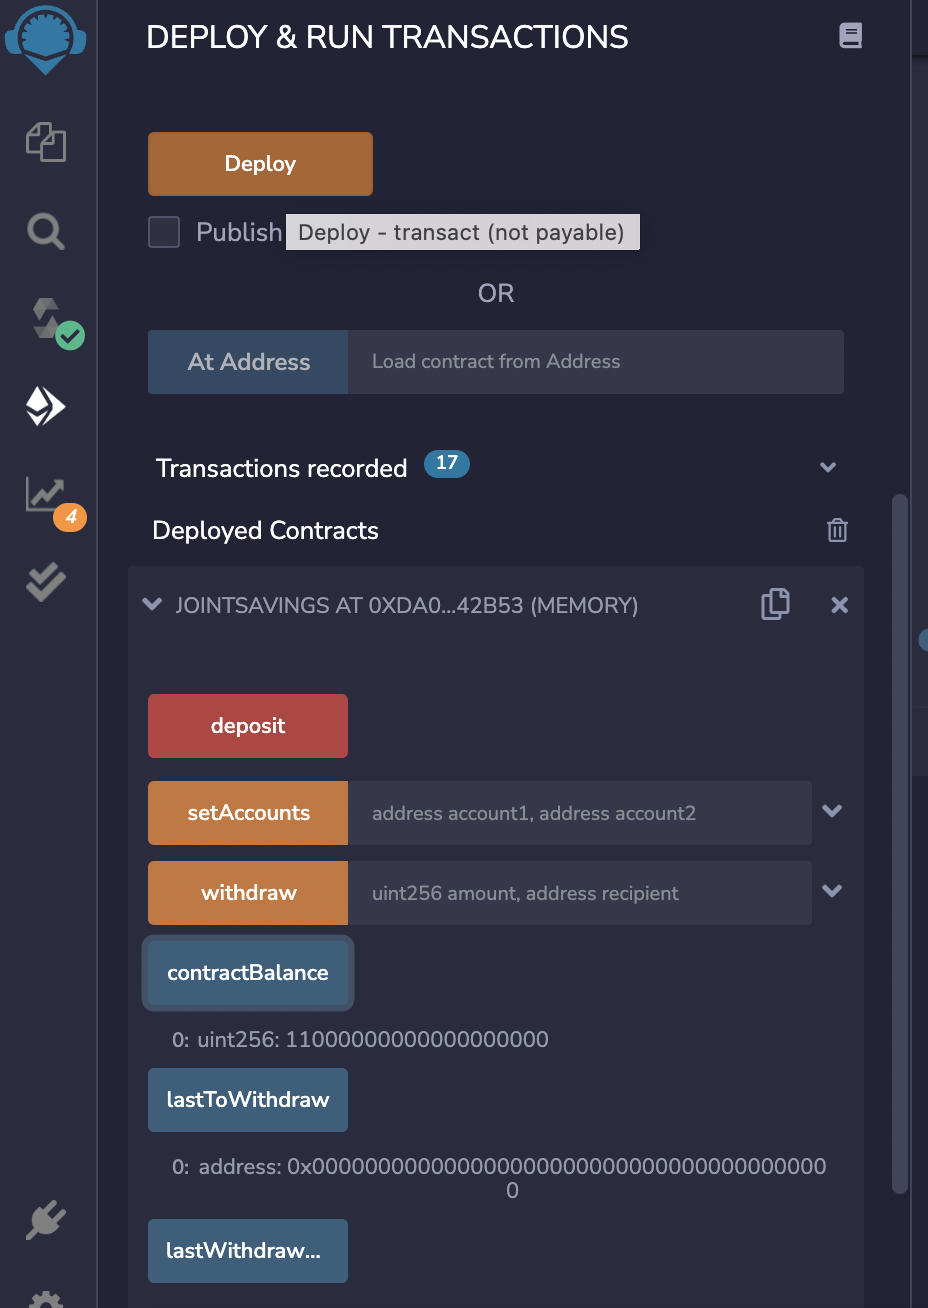 DEPLOY & RUN TRANSACTIONS
Deploy
Publish
Deploy - transact (not payable)
OR
At Address
Load contract from Address
Transactions recorded 17
4
Deployed Contracts
JOINTSAVINGS AT 0XDA0...42B53 (MEMORY)
deposit
setAccounts
address account1, address account2
withdraw
uint256 amount, address recipient
contractBalance
0: uint256: 11000000000000000000
lastToWithdraw
0: address: 0x000000000000000000000000000000000000000
0
lastWithdraw...